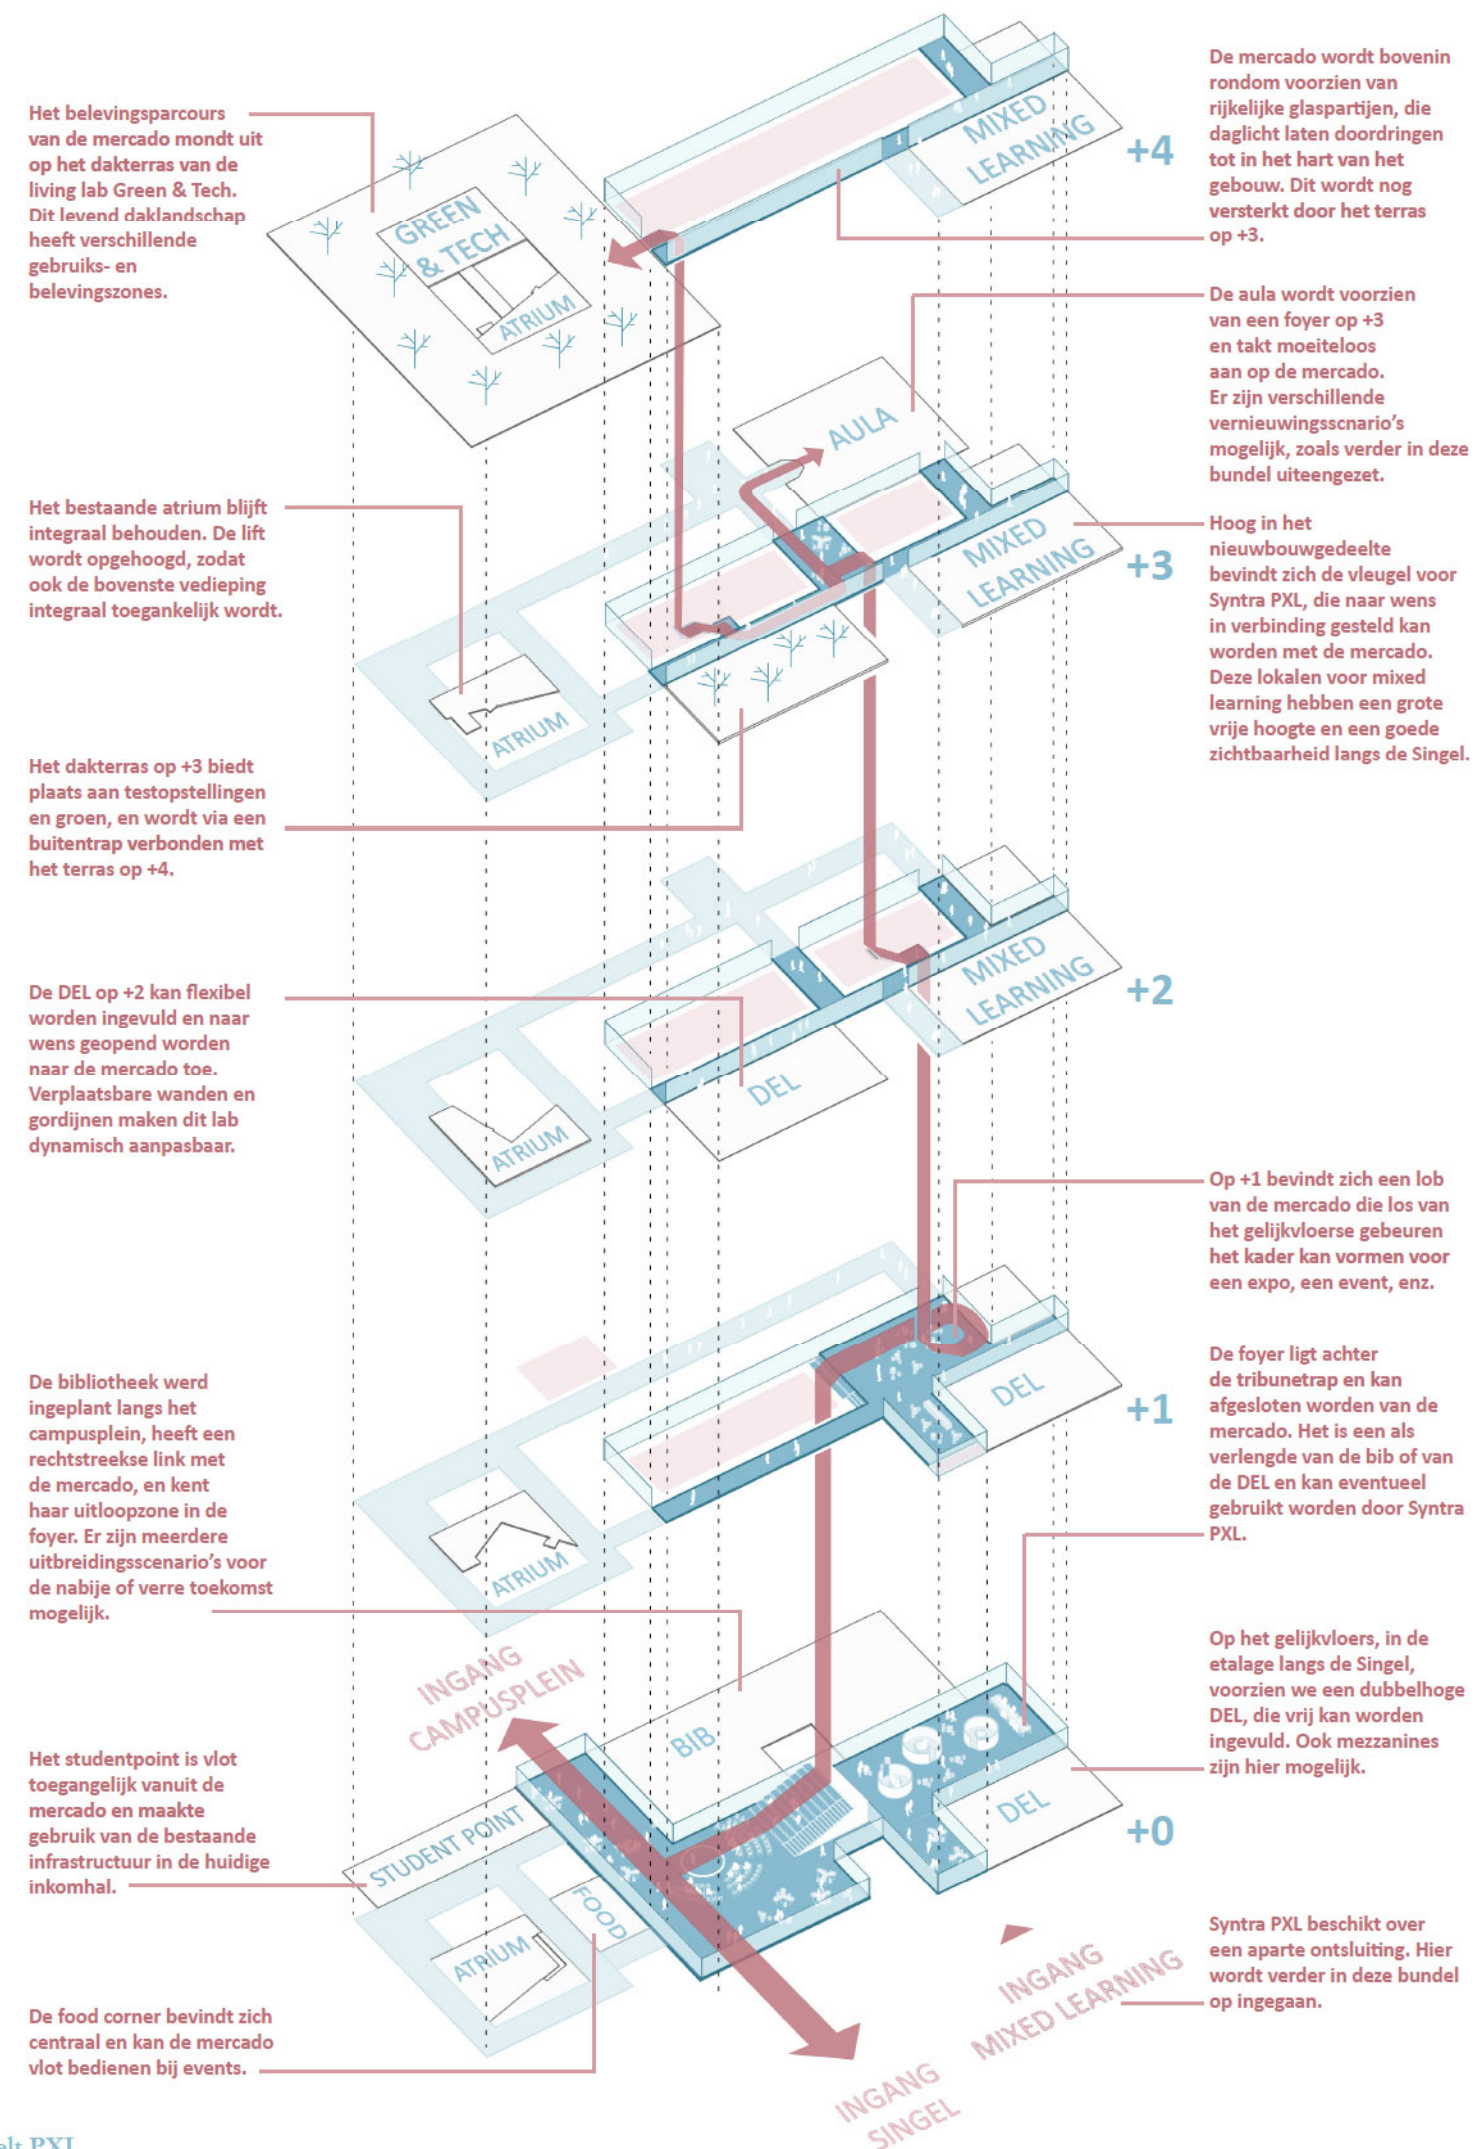 Het belevingsparcours
van de mercado mondt uit
op het dakterras van de
living lab Green & Tech.
Dit levend daklandschap
heeft verschillende
gebruiks- en
belevingszones.
De mercado wordt bovenin
rondom voorzien van
rijkelijke glaspartijen, die
daglicht laten doordringen
tot in het hart van het
gebouw. Dit wordt nog
versterkt door het terras
op +3.
MIXED
LEARNING
+4
GREEN
& TECH
ATRIUM
De aula wordt voorzien
van een foyer op +3
en takt moeiteloos
aan op de mercado.
Er zijn verschillende
vernieuwingsscnario's
mogelijk, zoals verder in deze
bundel uiteengezet.
AULA
Het bestaande atrium blijft
integraal behouden. De lift
wordt opgehoogd, zodat
ook de bovenste vedieping
integraal toegankelijk wordt.
MIXED
LEARNING
+3
ATRIUM
Hoog in het
nieuwbouwgedeelte
bevindt zich de vleugel voor
Syntra PXL, die naar wens
in verbinding gesteld kan
worden met de mercado.
Deze lokalen voor mixed
learning hebben een grote
vrije hoogte en een goede
zichtbaarheid langs de Singel.
Het dakterras op +3 biedt
plaats aan testopstellingen
en groen, en wordt via een
buitentrap verbonden met
het terras op +4.
De DEL op +2 kan flexibel
worden ingevuld en naar
wens geopend worden
naar de mercado toe.
Verplaatsbare wanden en
gordijnen maken dit lab
dynamisch aanpasbaar.
MIXED
LEARNING
+2
DEL
ATRIUM
Op +1 bevindt zich een lob
van de mercado die los van
het gelijkvloerse gebeuren
het kader kan vormen voor
een expo, een event, enz.
De bibliotheek werd
ingeplant langs het
campusplein, heeft een
rechtstreekse link met
de mercado, en kent
haar uitloopzone in de
foyer. Er zijn meerdere
uitbreidingsscenario's voor
de nabije of verre toekomst
mogelijk.
DEL
+1
ATRIUM
De foyer ligt achter
de tribunetrap en kan
afgesloten worden van de
mercado. Het is een als
verlengde van de bib of van
de DEL en kan eventueel
gebruikt worden door Syntra
PXL.
INGANG
CAMPUSPLEIN
BIB
Op het gelijkvloers, in de
etalage langs de Singel,
voorzien we een dubbelhoge
DEL, die vrij kan worden
ingevuld. Ook mezzanines
zijn hier mogelijk.
Het studentpoint is vlot
toegangelijk vanuit de
mercado en maakte
gebruik van de bestaande
infrastructuur in de huidige
inkomhal.
STUDENT POINT
DEL
+0
FOOD
ATRIUM
Syntra PXL beschikt over
een aparte ontsluiting. Hier
wordt verder in deze bundel
op ingegaan.
INGANG
MIXED LEARNING
De food corner bevindt zich
centraal en kan de mercado
vlot bedienen bij events.
INGANG
SINGEL
elt PXL